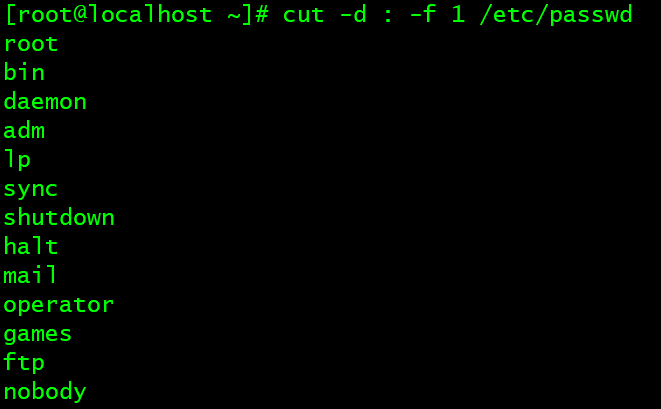 [root@localhost ~]# cut -d : -f 1 /etc/passwd
root
bin
daemon
adm
lp
sync
shutdown
halt
mail
operator
games
ftp
nobody